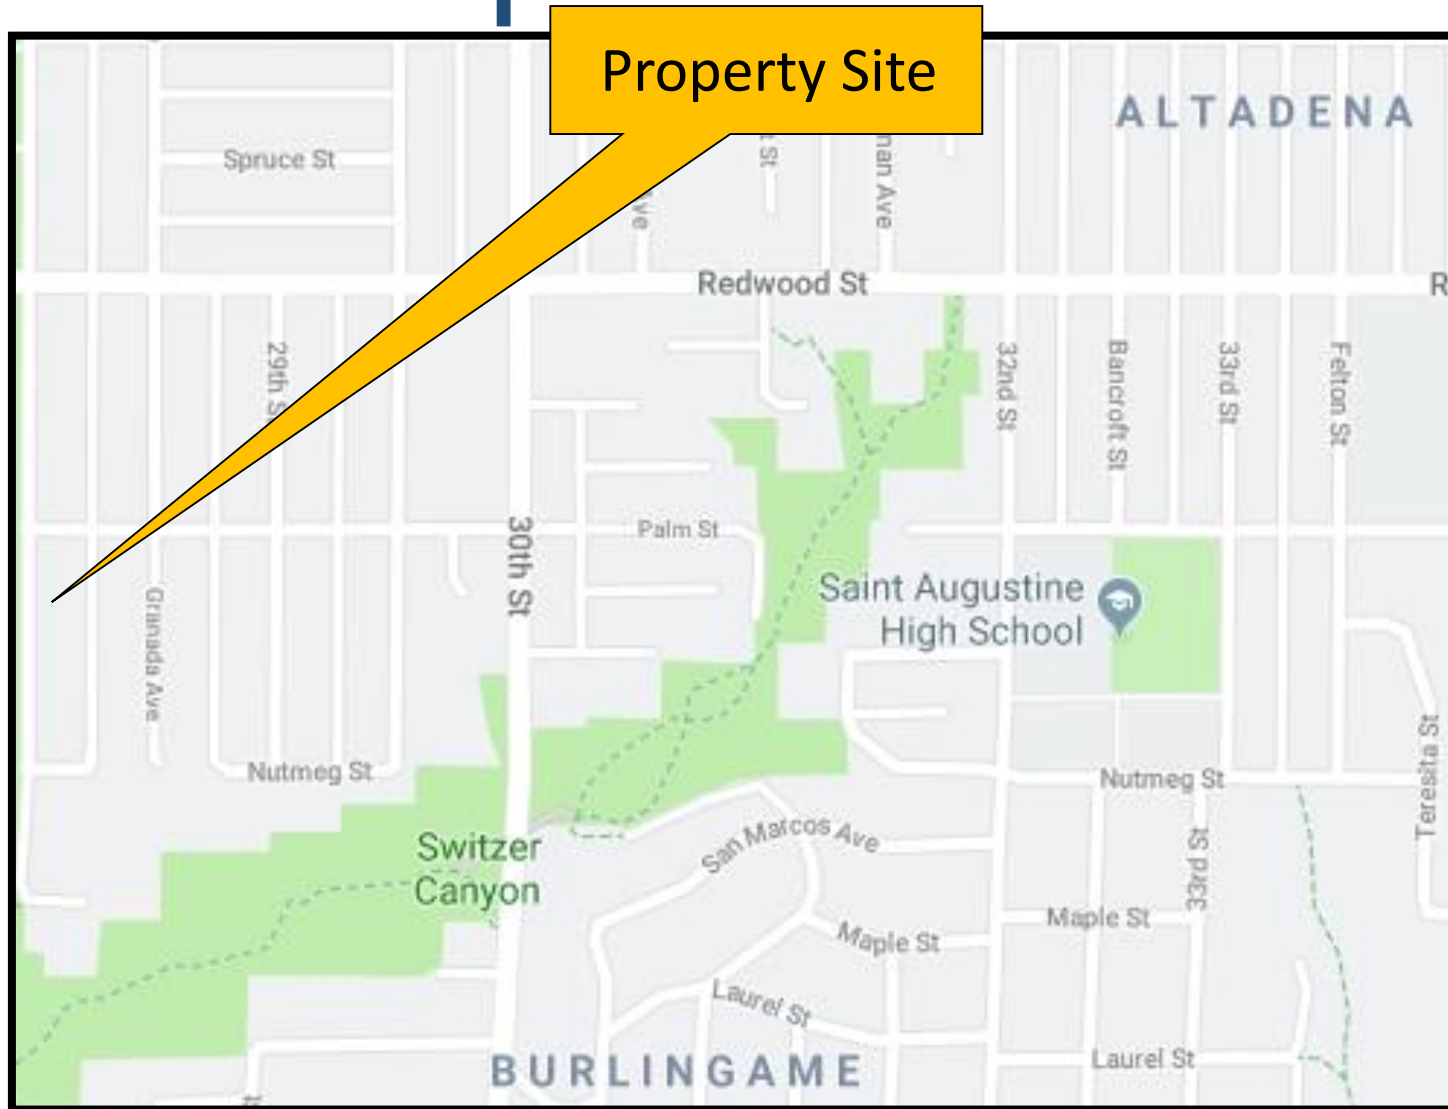 Property Site
ALTADENA
Spruce St
St
Ave
Ave
Redwood St
R
29th
32nd St
Bancroft St
33rd St
Felton St
30th St
Palm St
Saint Augustine
High School
Granada Ave
Nutmeg St
Nutmeg St
Teresita St
San Marcos Ave
Switzer
Canyon
33rd St
Maple St
Maple St
Laurel St
Laurel St
BURLINGAME